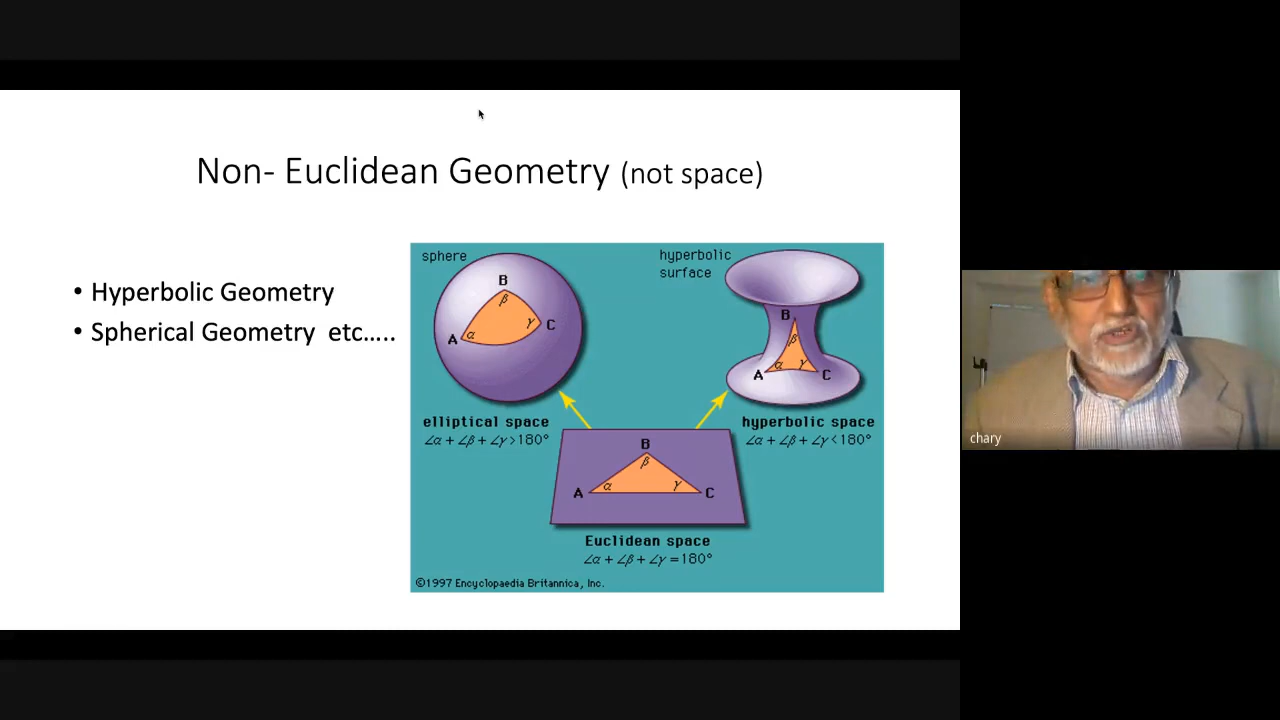 Non- Euclidean Geometry (not space)
• Hyperbolic Geometry
• Spherical Geometry  etc…..
sphere
B
β
A
α
γ
C
elliptical space
∠α + ∠β + ∠γ > 180°
hyperbolic
surface
B
β
A
α
γ
C
hyperbolic space
∠α + ∠β + ∠γ < 180°
B
β
A
α
γ
C
Euclidean space
∠α + ∠β + ∠γ = 180°
©1997 Encyclopaedia Britannica, Inc.
chary